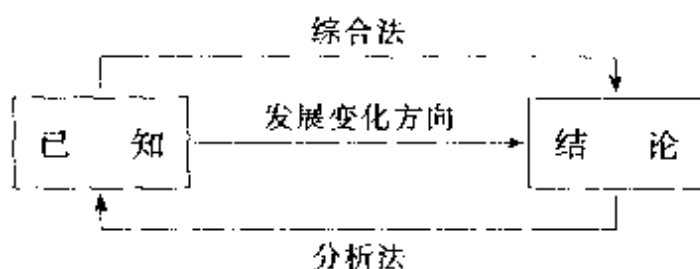 综合法
发展变化方向
已 知
结 论
分析法